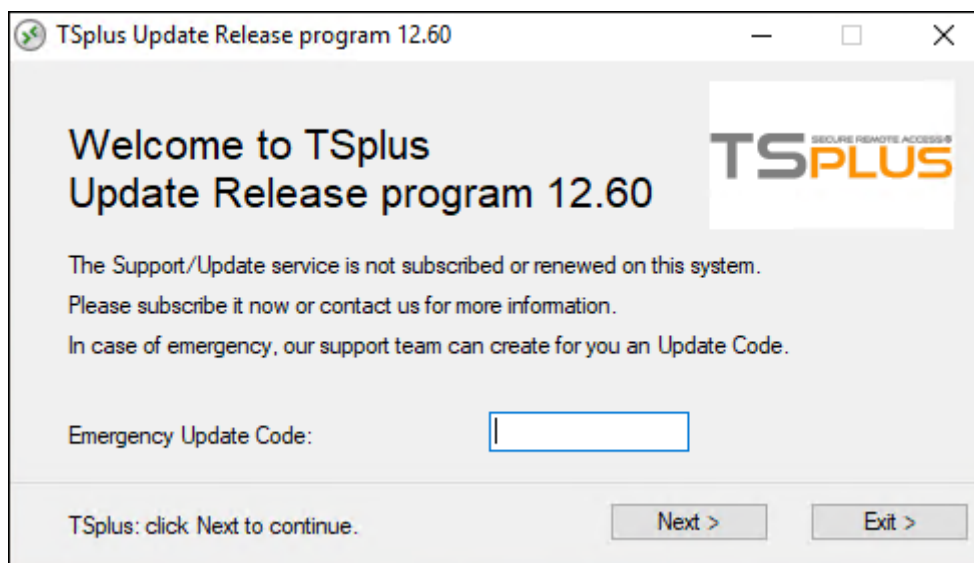 TSplus Update Release program 12.60
Welcome to TSplus
Update Release program 12.60
SECURE REMOTE ACCESS®
TSPLUS
The Support/Update service is not subscribed or renewed on this system.
Please subscribe it now or contact us for more information.
In case of emergency, our support team can create for you an Update Code.
Emergency Update Code:
TSplus: click Next to continue.
Next >
Exit >